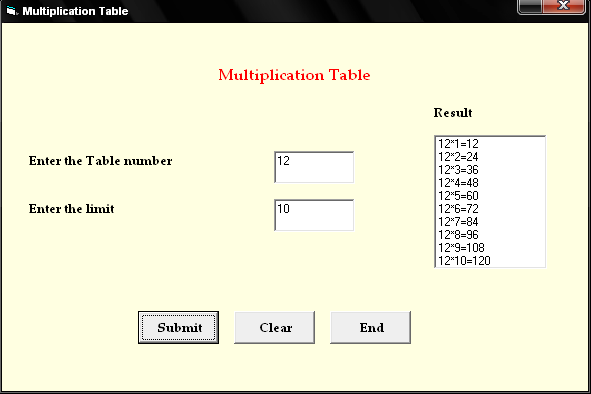 Multiplication Table
Multiplication Table
Result
12*1=12
12*2=24
12*3=36
12*4=48
12*5=60
12*6=72
12*7=84
12*8=96
12*9=108
12*10=120
Enter the Table number 12
Enter the limit 10
Submit Clear End